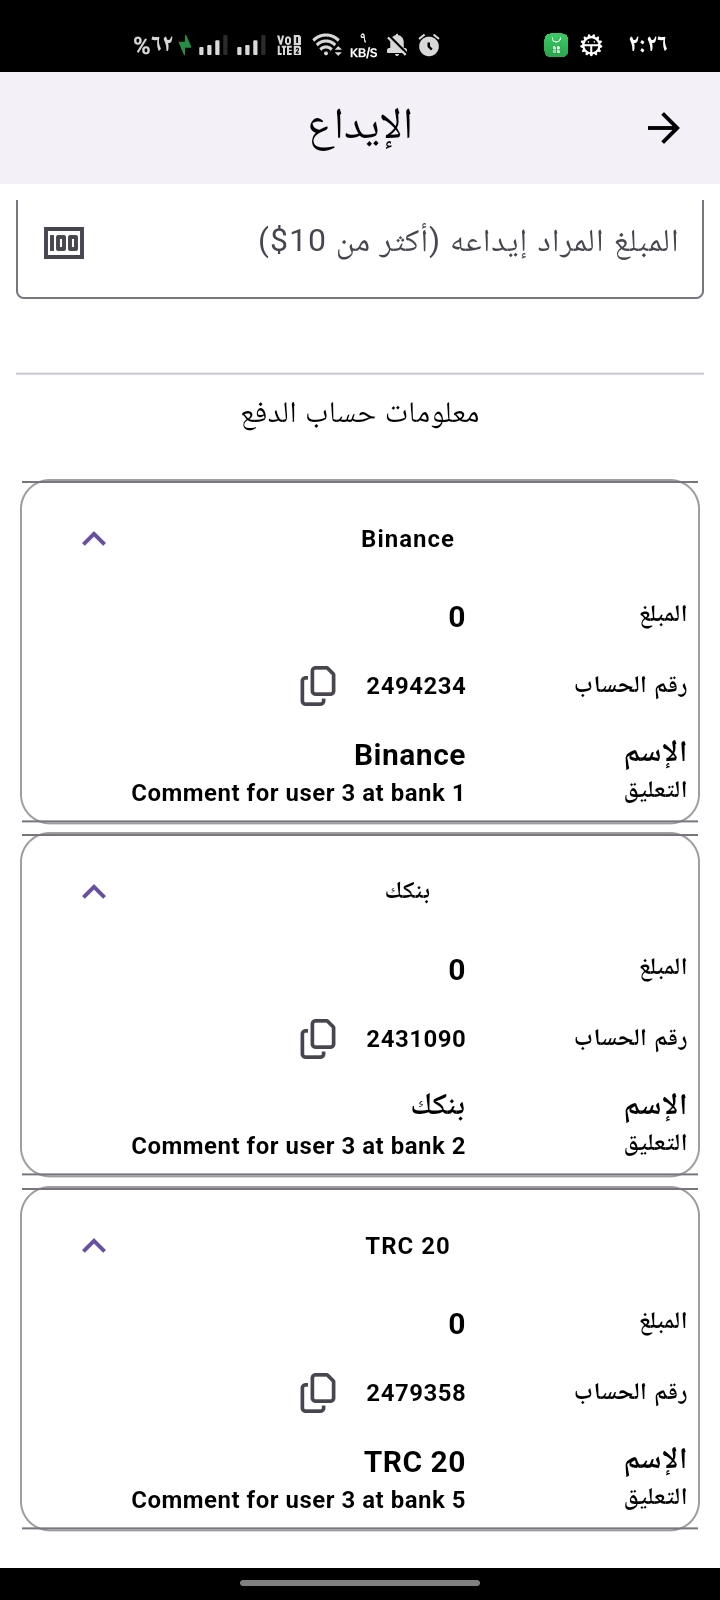 %٦٢ Vo LTE 2 ٩ KB/S ٢:٢٦
الإيداع
المبلغ المراد إيداعه (أكثر من 10$)
100
معلومات حساب الدفع
Binance
المبلغ 0
رقم الحساب 2494234
الإسم Binance
التعليق Comment for user 3 at bank 1
بنكك
المبلغ 0
رقم الحساب 2431090
الإسم بنكك
التعليق Comment for user 3 at bank 2
TRC 20
المبلغ 0
رقم الحساب 2479358
الإسم TRC 20
التعليق Comment for user 3 at bank 5